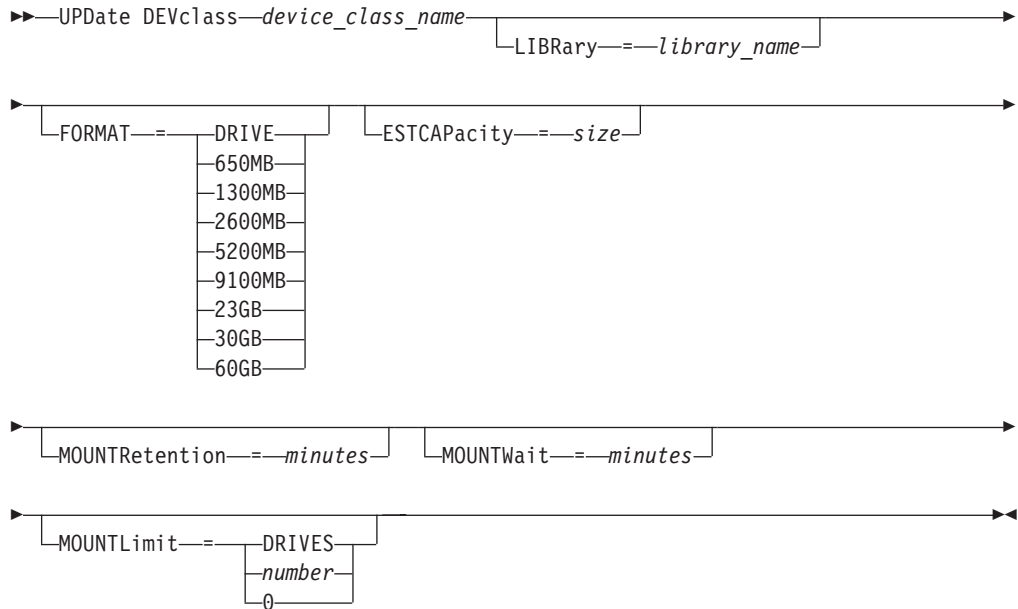 UPDate DEVclass device_class_name
LIBRary = library_name
FORMAT = DRIVE
650MB
1300MB
2600MB
5200MB
9100MB
23GB
30GB
60GB
ESTCAPacity = size
MOUNTRetention = minutes
MOUNTWait = minutes
MOUNTLimit = DRIVES
number
0